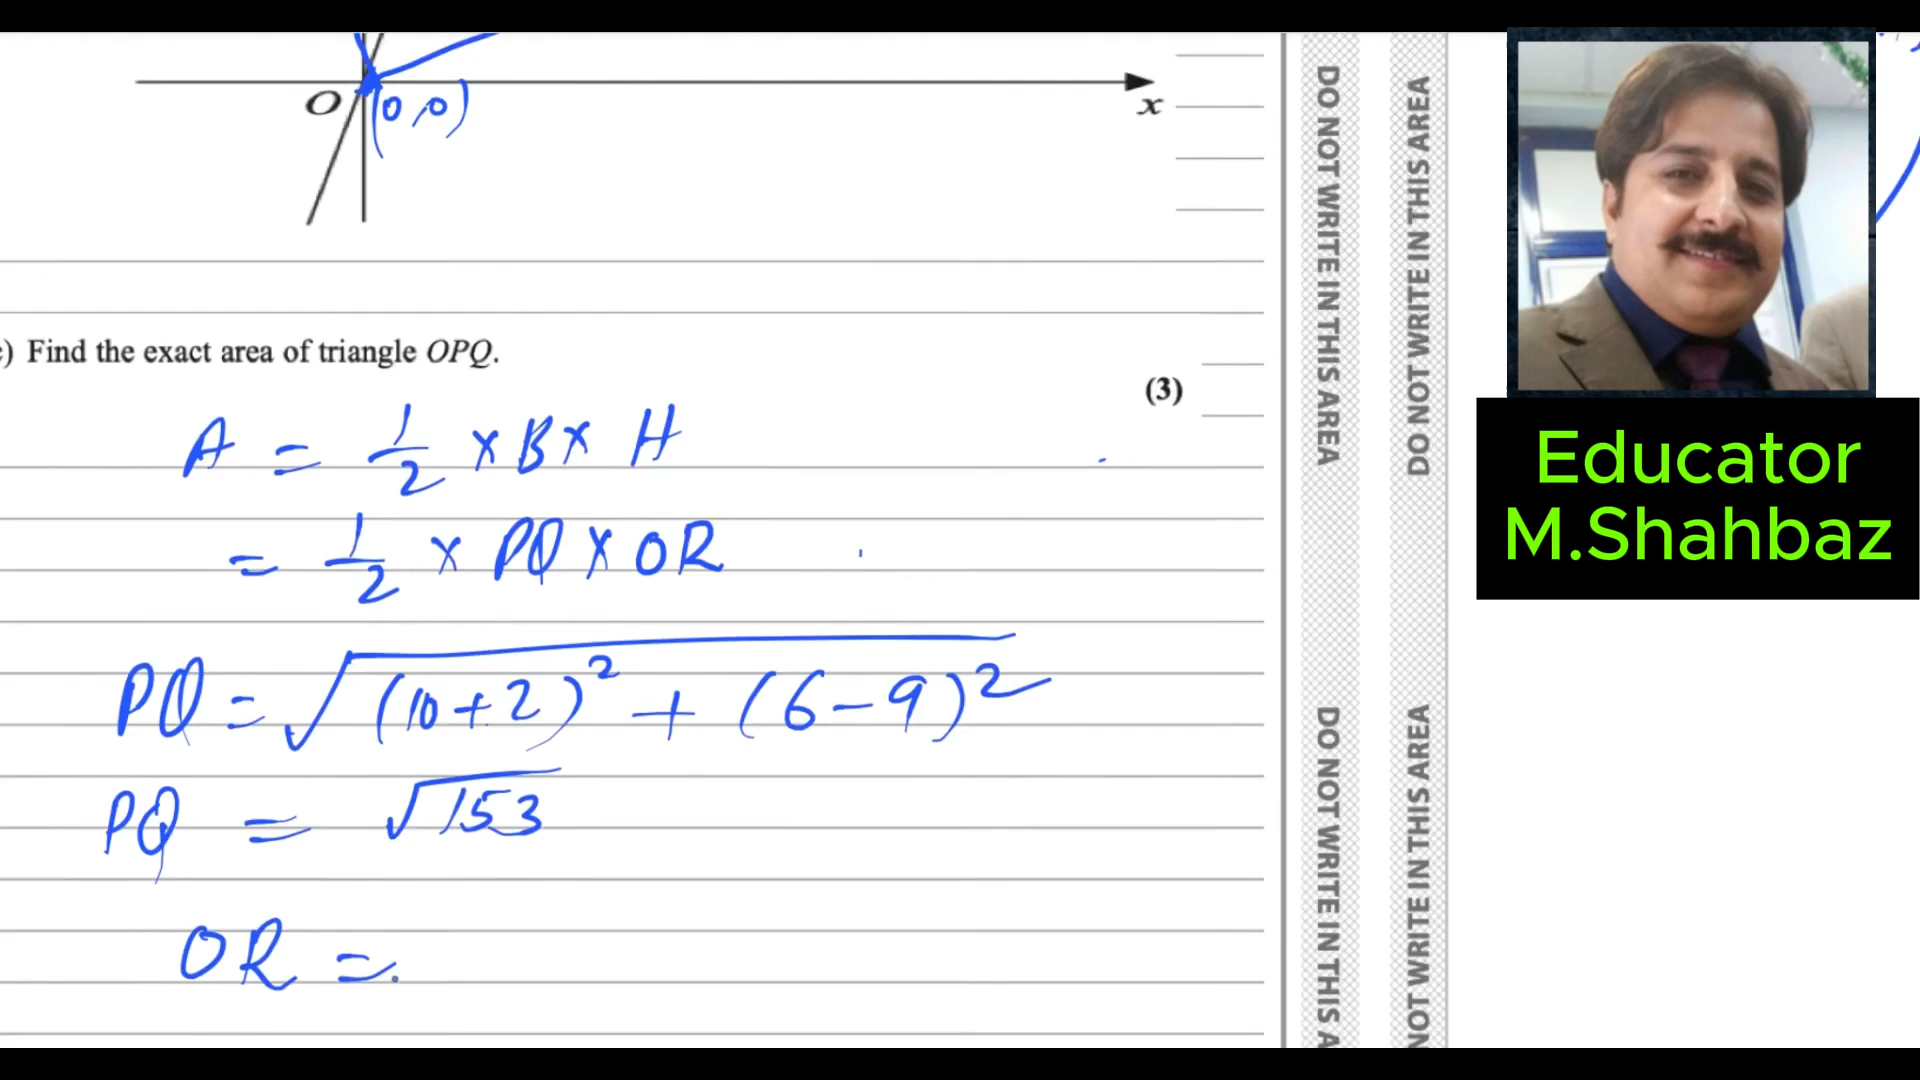 O
(0,0)
x
) Find the exact area of triangle OPQ.
(3)
A = 1/2 × B × H
= 1/2 × PQ × OR
PQ = √(10+2)² + (6-9)²
PQ = √153
OR =
DO NOT WRITE IN THIS AREA
DO NOT WRITE IN THIS AREA
DO NOT WRITE IN THIS A
NOT WRITE IN THIS AREA
Educator
M.Shahbaz